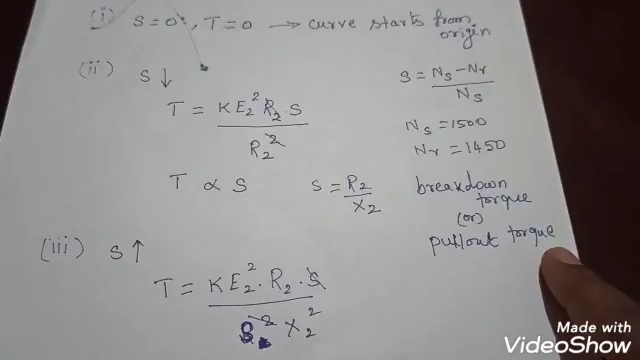 (i) S=0, T=0 → curve starts from
origin
(ii) S ↓
S = Ns - Nr / Ns
T = KE₂² R₂ . S / R₂²
Ns = 1500
Nr = 1450
T ∝ S
S = R₂ / X₂
breakdown
torque
(or)
pullout torque
(iii) S ↑
T = KE₂² . R₂ . S / S² X₂²
Made with
VideoShow